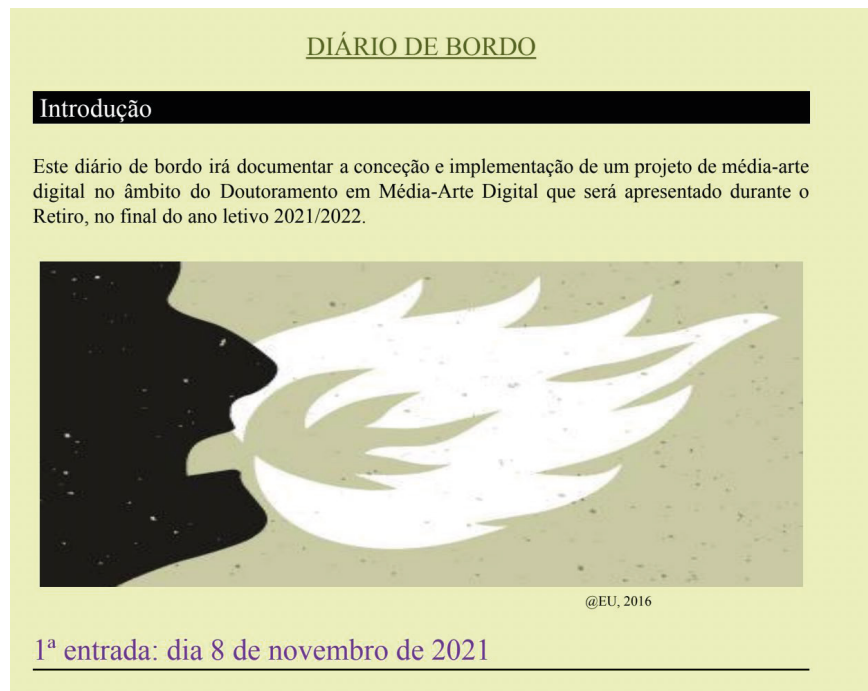 DIÁRIO DE BORDO
Introdução
Este diário de bordo irá documentar a conceção e implementação de um projeto de média-arte
digital no âmbito do Doutoramento em Média-Arte Digital que será apresentado durante o
Retiro, no final do ano letivo 2021/2022.
@EU, 2016
1ª entrada: dia 8 de novembro de 2021